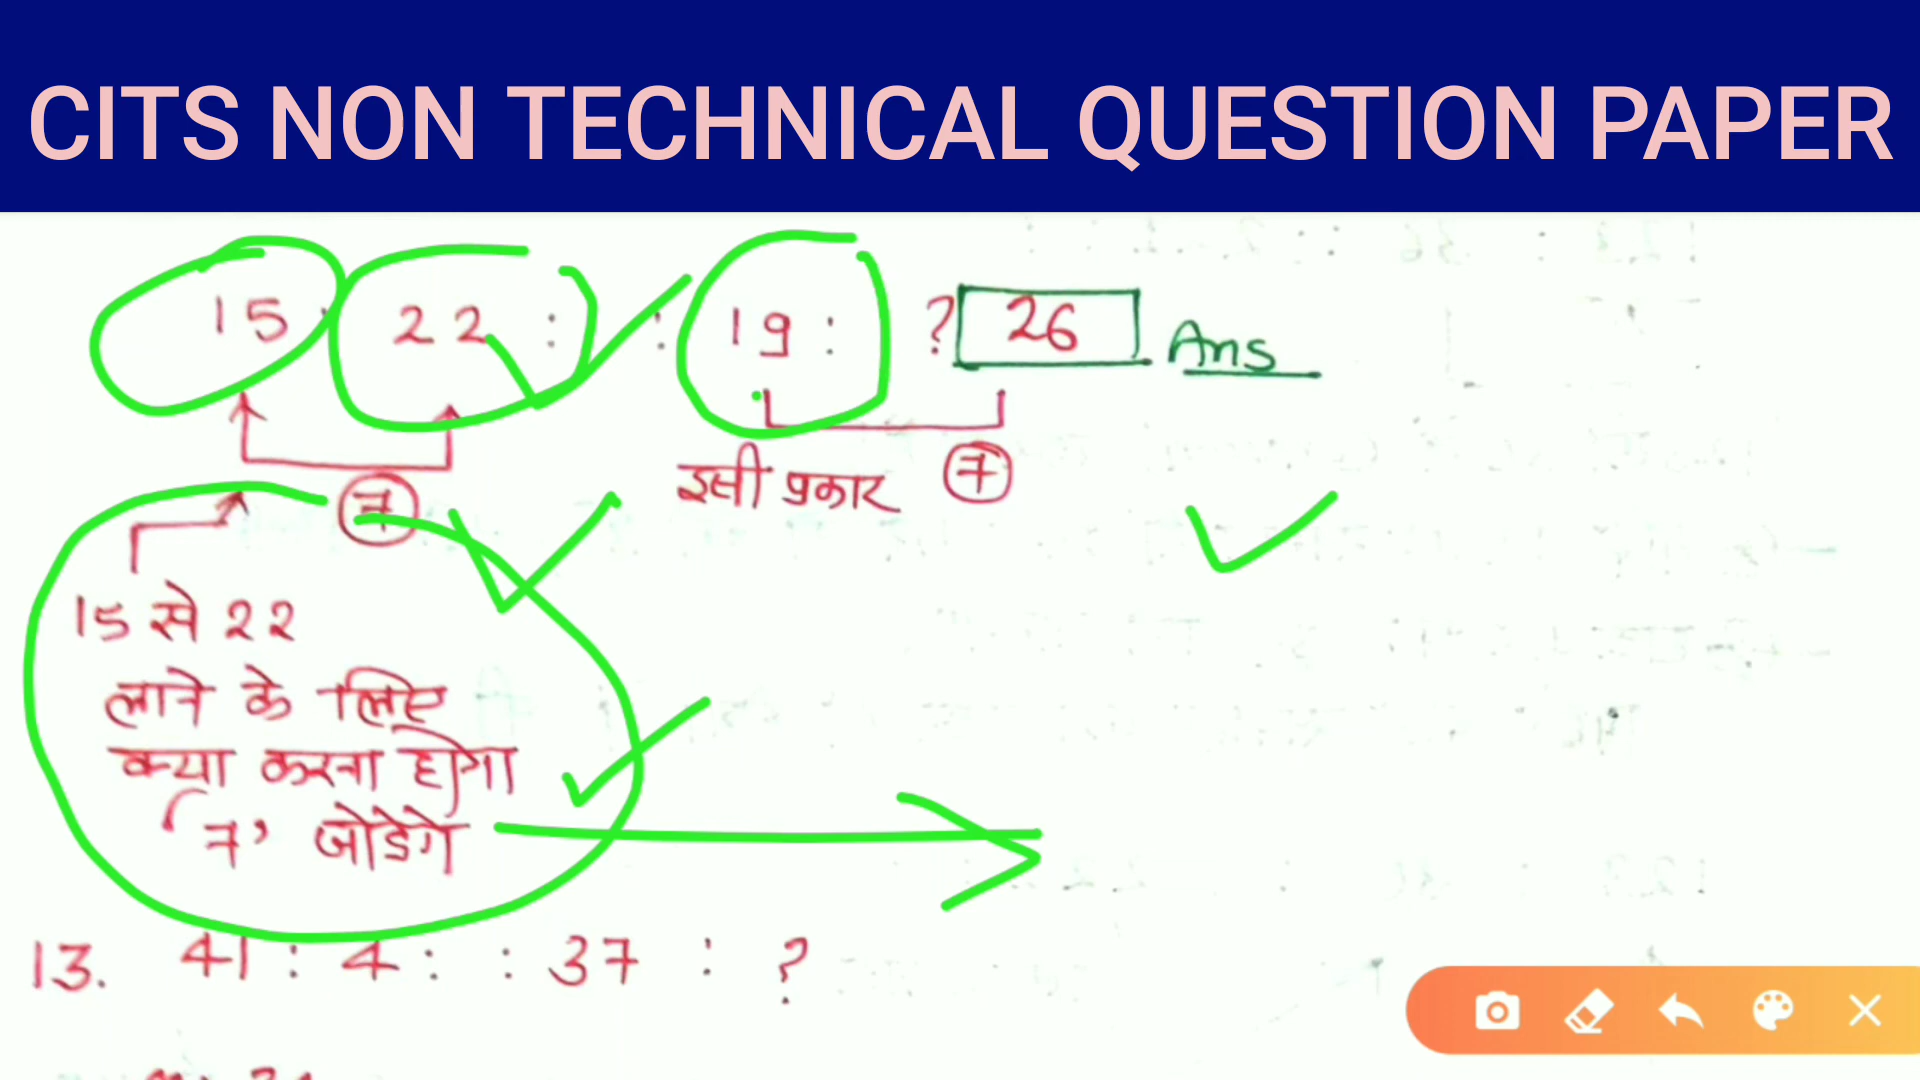 CITS NON TECHNICAL QUESTION PAPER
15 : 22 : : 19 : ? 26 Ans
7 इसी प्रकार 7
15 से 22
लाने के लिए
क्या करना होगा
'7' जोडेगे
13. 41 : 4 : : 37 : ?